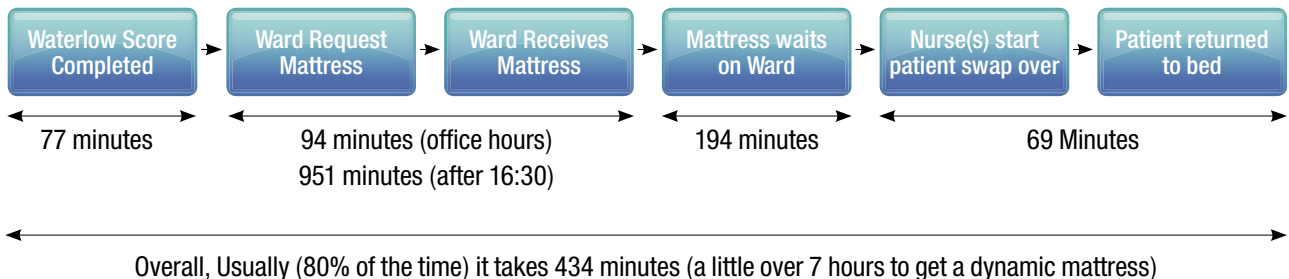 Waterlow Score
Completed
Ward Request
Mattress
Ward Receives
Mattress
Mattress waits
on Ward
Nurse(s) start
patient swap over
Patient returned
to bed
77 minutes
94 minutes (office hours)
951 minutes (after 16:30)
194 minutes
69 Minutes
Overall, Usually (80% of the time) it takes 434 minutes (a little over 7 hours to get a dynamic mattress)